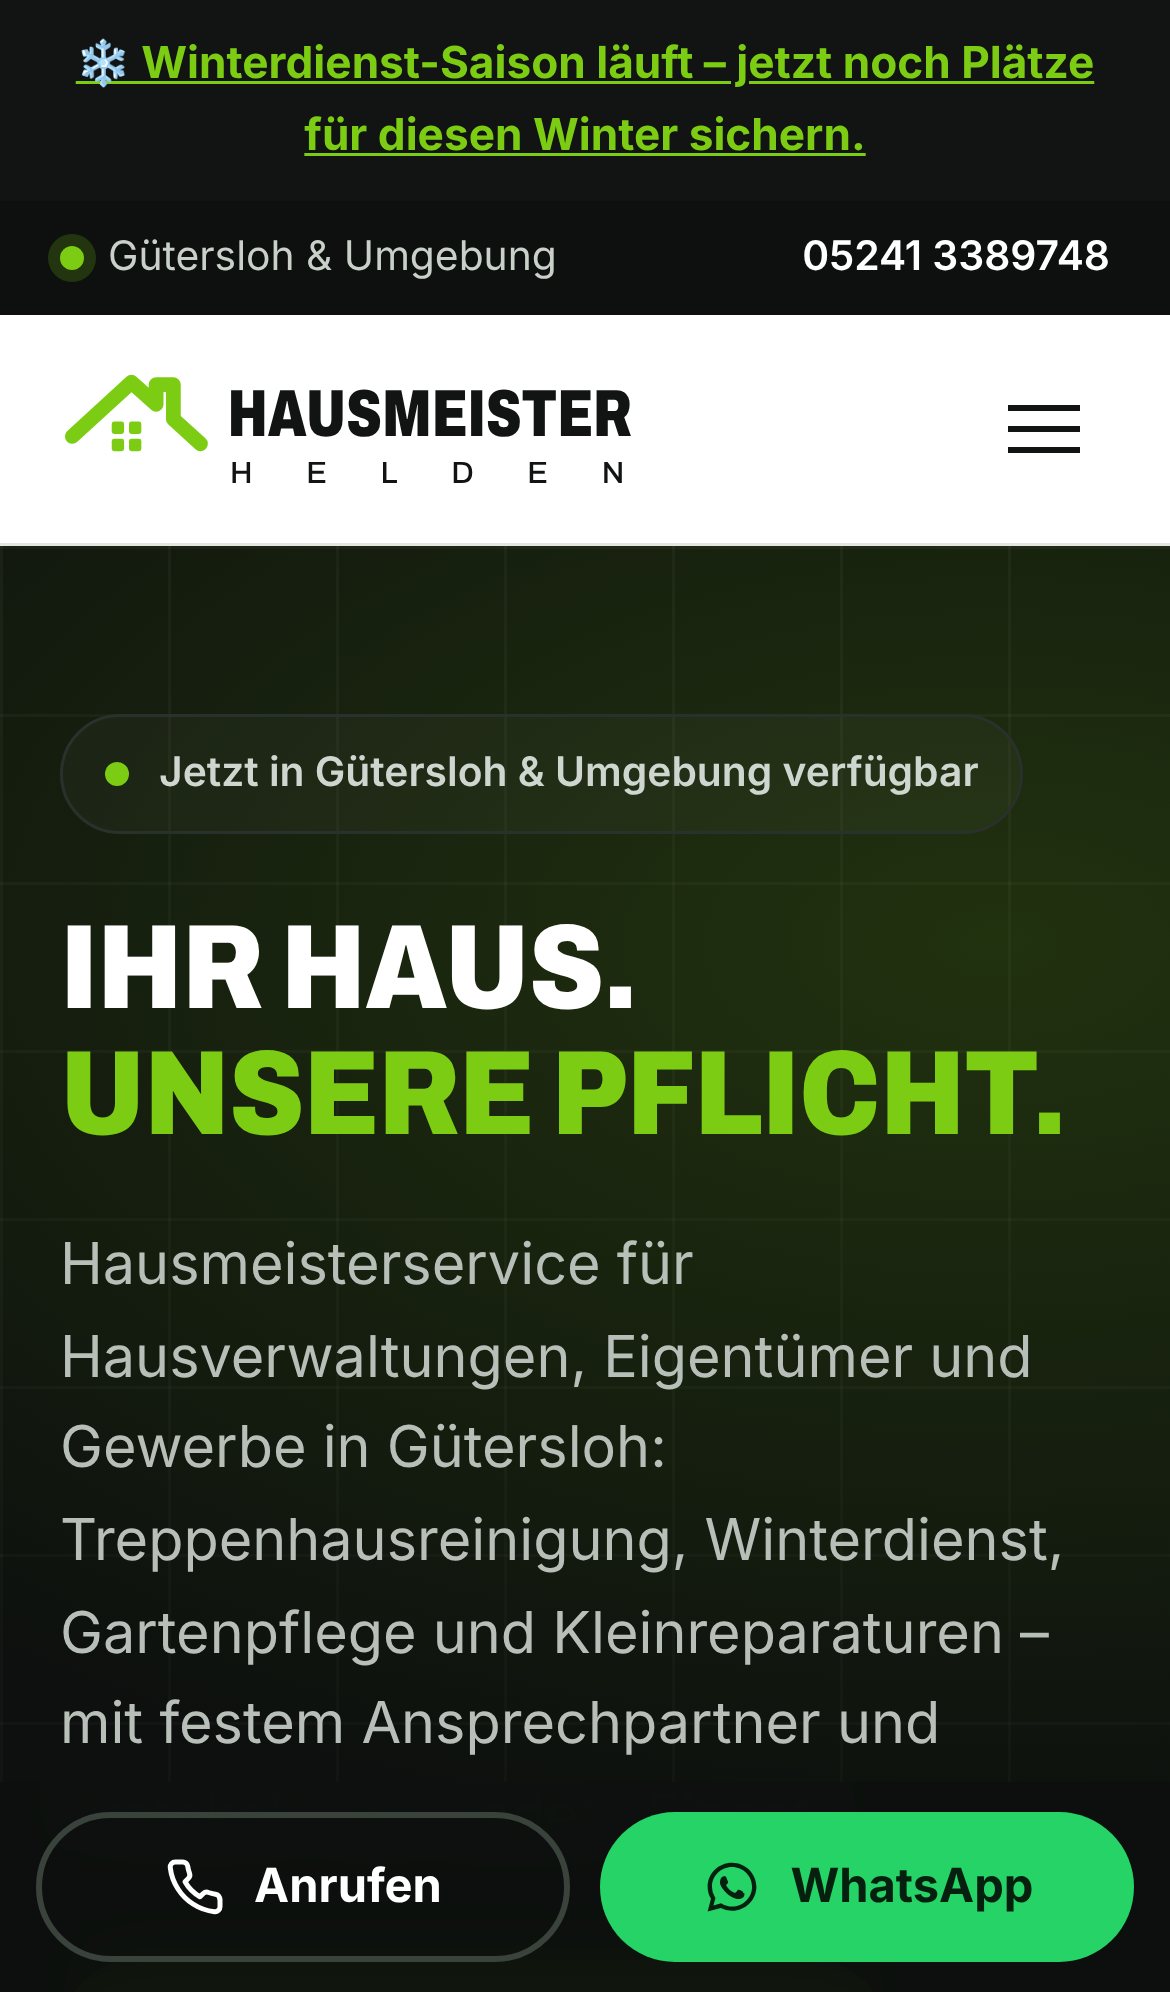 ❄️ Winterdienst-Saison läuft – jetzt noch Plätze
für diesen Winter sichern.
Gütersloh & Umgebung
05241 3389748
HAUSMEISTER
HELDEN
Jetzt in Gütersloh & Umgebung verfügbar
IHR HAUS.
UNSERE PFLICHT.
Hausmeisterservice für
Hausverwaltungen, Eigentümer und
Gewerbe in Gütersloh:
Treppenhausreinigung, Winterdienst,
Gartenpflege und Kleinreparaturen –
mit festem Ansprechpartner und
Anrufen
WhatsApp